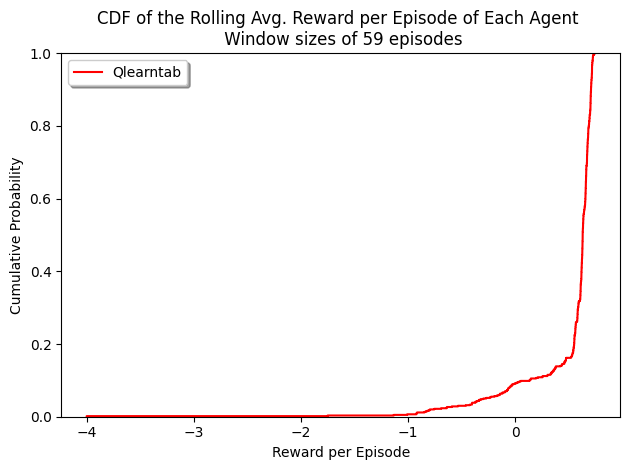 CDF of the Rolling Avg. Reward per Episode of Each Agent
Window sizes of 59 episodes
Qlearntab
1.0
0.8
0.6
0.4
0.2
0.0
Cumulative Probability
−4
−3
−2
−1
0
Reward per Episode